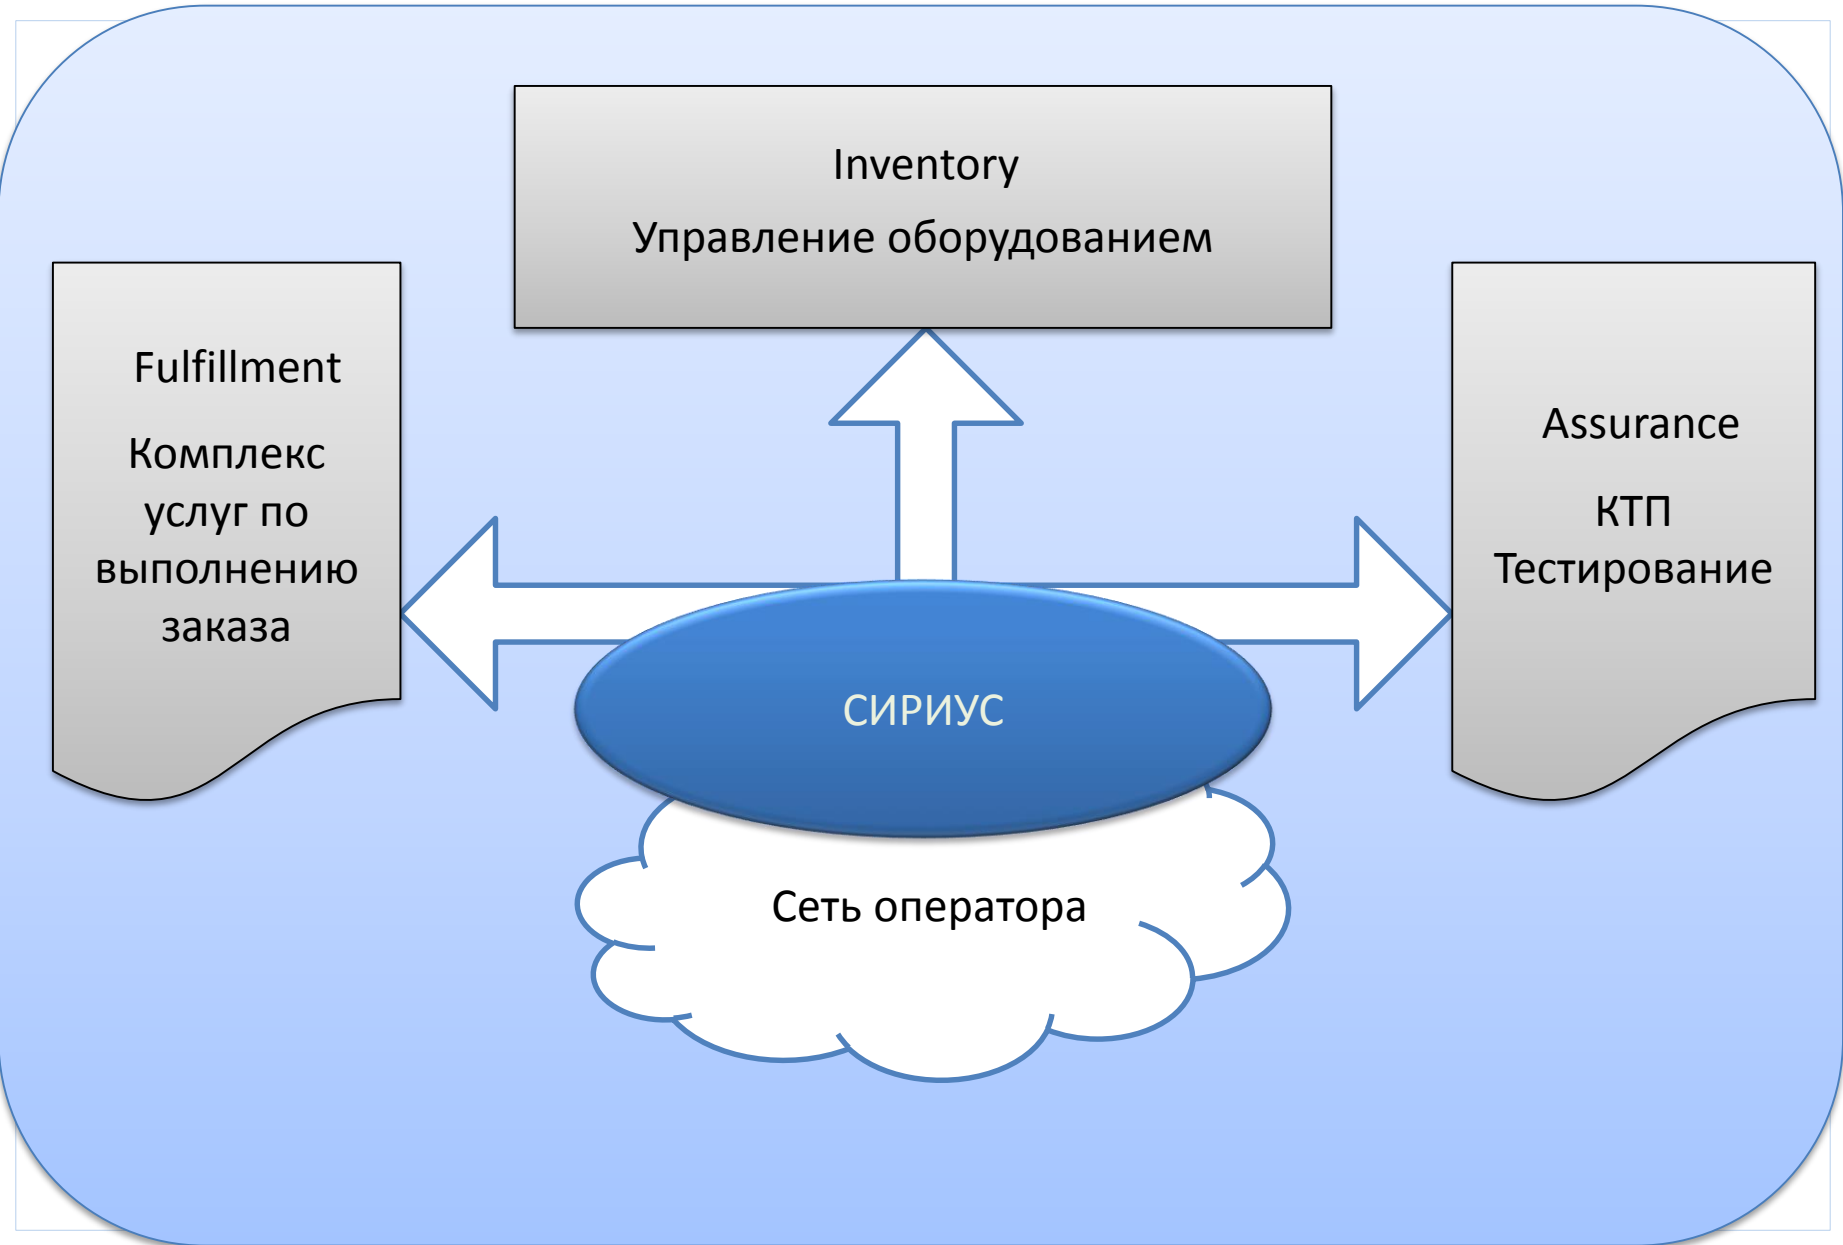 Inventory
Управление оборудованием
Fulfillment
Комплекс
услуг по
выполнению
заказа
Assurance
КТП
Тестирование
СИРИУС
Сеть оператора